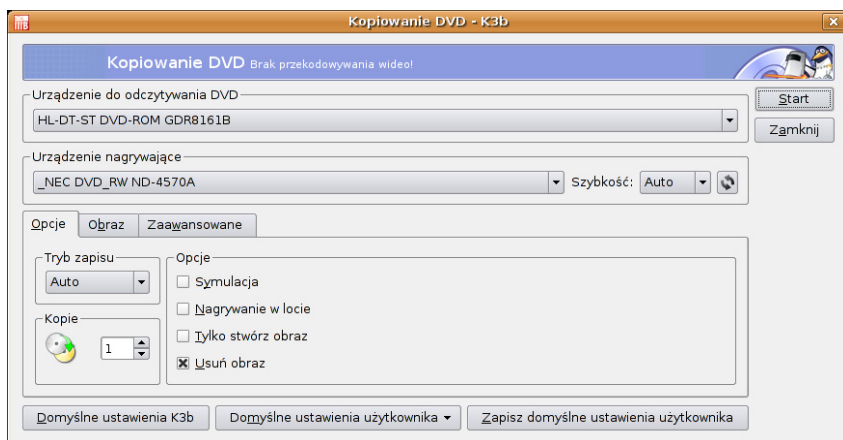 Kopiowanie DVD - K3b
Kopiowanie DVD Brak przekodowywania wideo!
Urządzenie do odczytywania DVD
HL-DT-ST DVD-ROM GDR8161B
Start
Zamknij
Urządzenie nagrywające
_NEC DVD_RW ND-4570A Szybkość: Auto
Opcje Obraz Zaawansowane
Tryb zapisu
Auto
Kopie
1
Opcje
Symulacja
Nagrywanie w locie
Tylko stwórz obraz
Usuń obraz
Domyślne ustawienia K3b Domyślne ustawienia użytkownika Zapisz domyślne ustawienia użytkownika